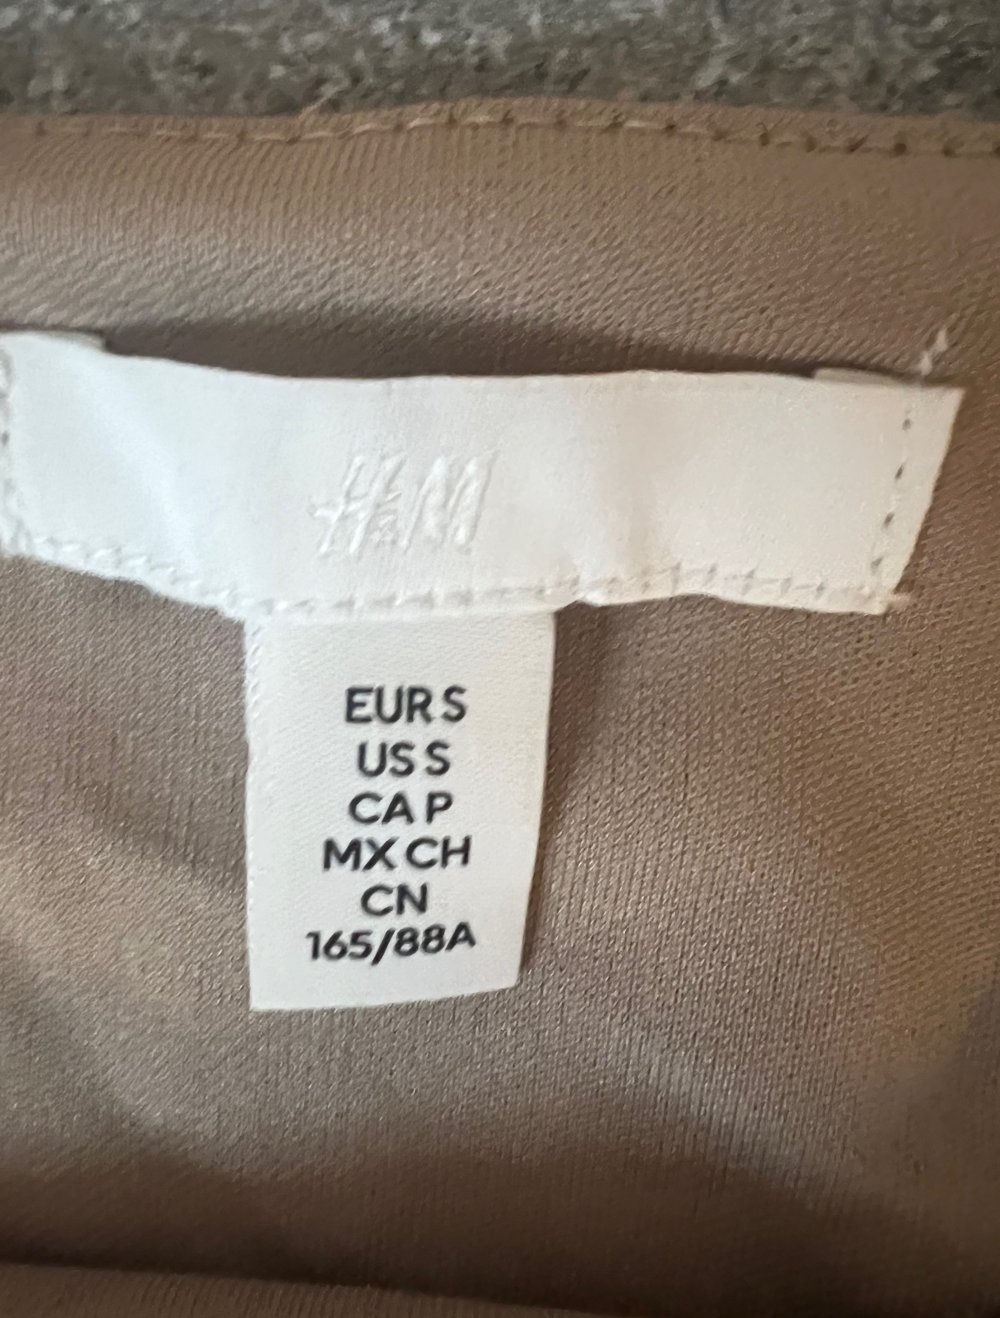 H&M
EUR S
US S
CA P
MX CH
CN
165/88A